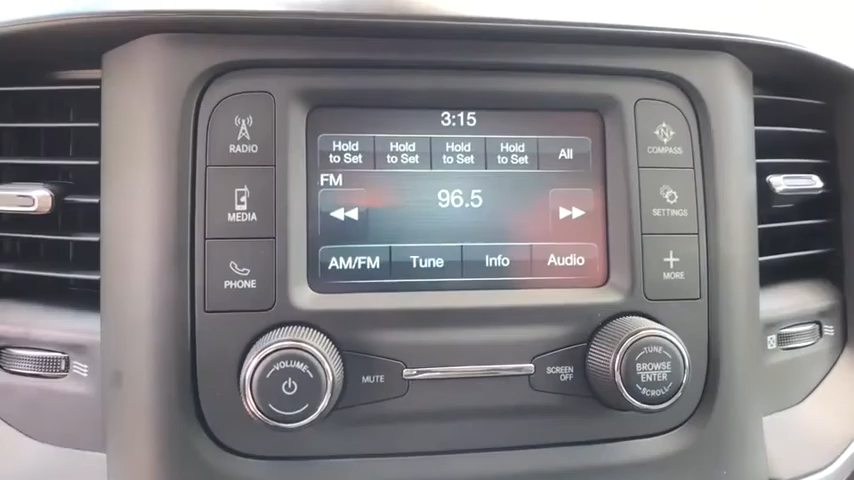 3:15
Hold to Set
Hold to Set
Hold to Set
Hold to Set
All
FM
96.5
AM/FM
Tune
Info
Audio
RADIO
MEDIA
PHONE
N
COMPASS
SETTINGS
MORE
VOLUME
MUTE
SCREEN OFF
TUNE
BROWSE
ENTER
SCROLL